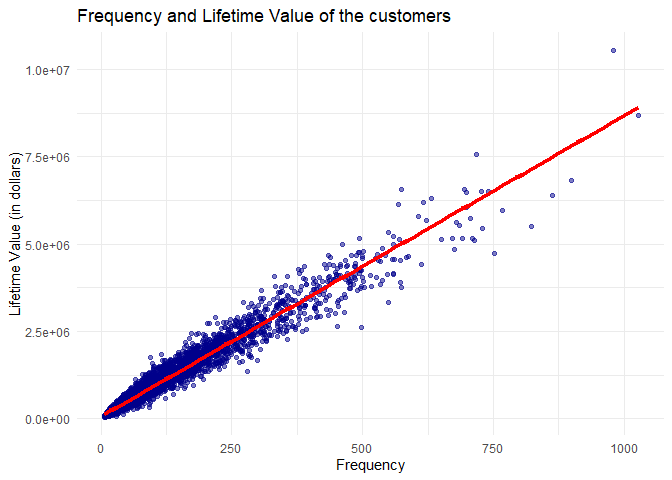 Frequency and Lifetime Value of the customers
Lifetime Value (in dollars)
1.0e+07
7.5e+06
5.0e+06
2.5e+06
0.0e+00
0 250 500 750 1000
Frequency